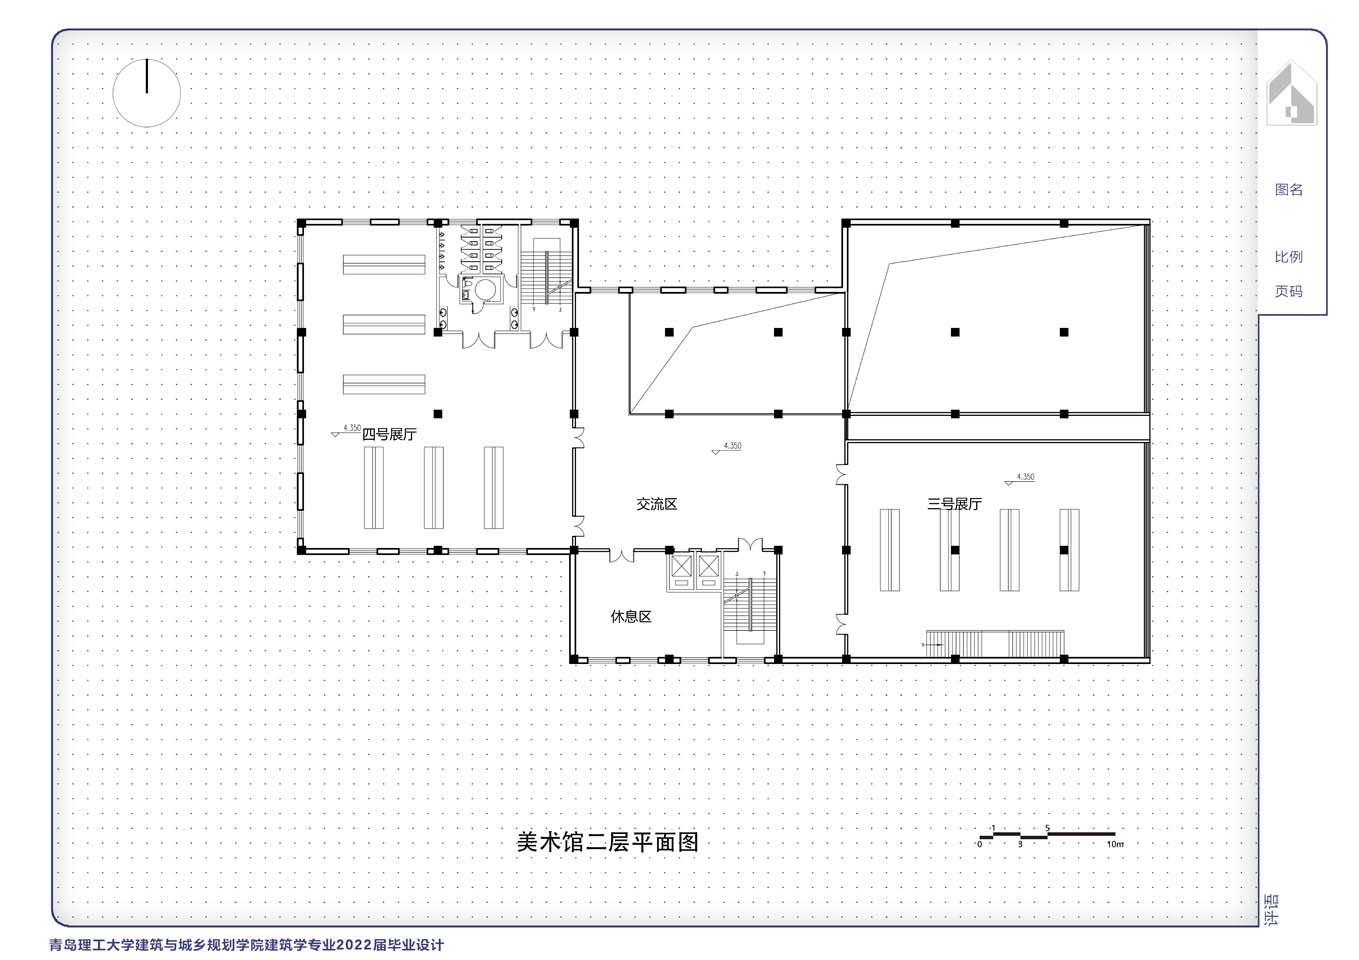 图名
比例
页码
4.350
四号展厅
4.350
4.350
交流区
三号展厅
休息区
美术馆二层平面图
1 5
0 3 10m
评语
青岛理工大学建筑与城乡规划学院建筑学专业2022届毕业设计